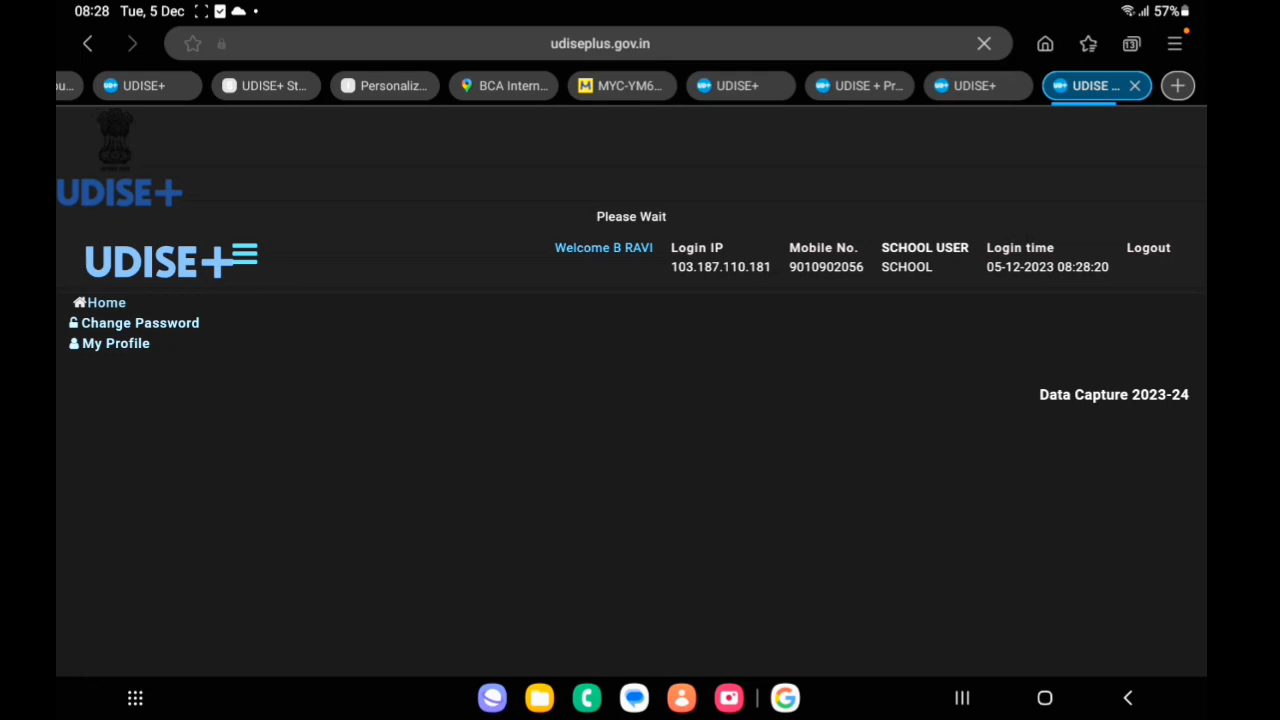 08:28 Tue, 5 Dec
57%
udiseplus.gov.in
13
ou... UDISE+ UDISE+ St... Personaliz... BCA Intern... MYC-YM6... UDISE+ UDISE + Pr... UDISE+ UDISE ...
UDISE+
Please Wait
UDISE+ Welcome B RAVI Login IP Mobile No. SCHOOL USER Login time Logout
103.187.110.181 9010902056 SCHOOL 05-12-2023 08:28:20
Home
Change Password
My Profile
Data Capture 2023-24